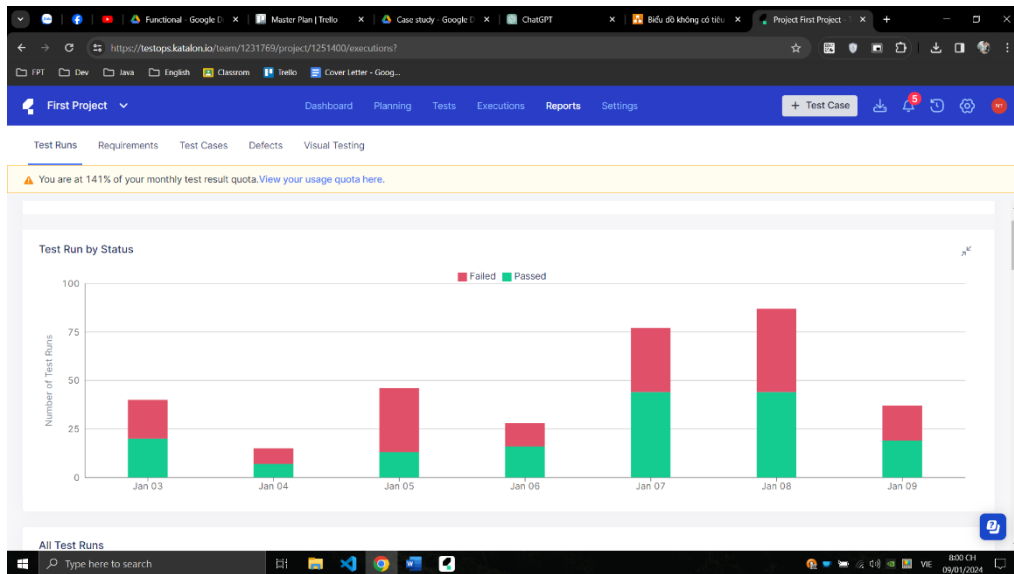 Functional - Google D
Master Plan | Trello
Case study - Google D
ChatGPT
Biểu đồ không có tiêu
Project First Project - T
https://testops.katalon.io/team/1231769/project/1251400/executions?
FPT
Dev
Java
English
Classrom
Trello
Cover Letter - Goog...
First Project
Dashboard
Planning
Tests
Executions
Reports
Settings
+ Test Case
5
NT
Test Runs
Requirements
Test Cases
Defects
Visual Testing
You are at 141% of your monthly test result quota.View your usage quota here.
Test Run by Status
Failed
Passed
Number of Test Runs
100
75
50
25
0
Jan 03
Jan 04
Jan 05
Jan 06
Jan 07
Jan 08
Jan 09
All Test Runs
Type here to search
VIE
8:00 CH
09/01/2024